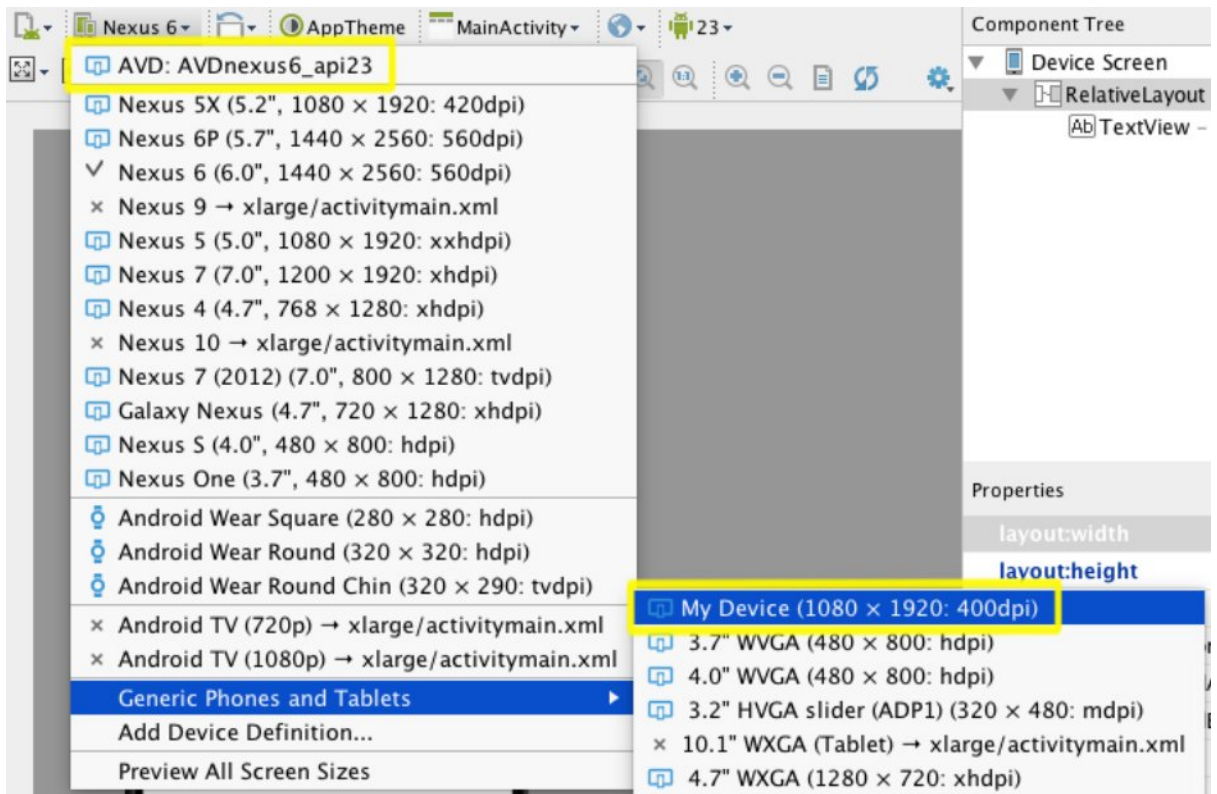 Nexus 6 AppTheme MainActivity 23
AVD: AVDnexus6_api23
Nexus 5X (5.2", 1080 × 1920: 420dpi)
Nexus 6P (5.7", 1440 × 2560: 560dpi)
Nexus 6 (6.0", 1440 × 2560: 560dpi)
Nexus 9 → xlarge/activitymain.xml
Nexus 5 (5.0", 1080 × 1920: xxhdpi)
Nexus 7 (7.0", 1200 × 1920: xhdpi)
Nexus 4 (4.7", 768 × 1280: xhdpi)
Nexus 10 → xlarge/activitymain.xml
Nexus 7 (2012) (7.0", 800 × 1280: tvdpi)
Galaxy Nexus (4.7", 720 × 1280: xhdpi)
Nexus S (4.0", 480 × 800: hdpi)
Nexus One (3.7", 480 × 800: hdpi)
Android Wear Square (280 × 280: hdpi)
Android Wear Round (320 × 320: hdpi)
Android Wear Round Chin (320 × 290: tvdpi)
Android TV (720p) → xlarge/activitymain.xml
Android TV (1080p) → xlarge/activitymain.xml
Generic Phones and Tablets
Add Device Definition...
Preview All Screen Sizes
My Device (1080 × 1920: 400dpi)
3.7" WVGA (480 × 800: hdpi)
4.0" WVGA (480 × 800: hdpi)
3.2" HVGA slider (ADP1) (320 × 480: mdpi)
10.1" WXGA (Tablet) → xlarge/activitymain.xml
4.7" WXGA (1280 × 720: xhdpi)
Component Tree
Device Screen
RelativeLayout
Ab TextView –
Properties
layout:width
layout:height